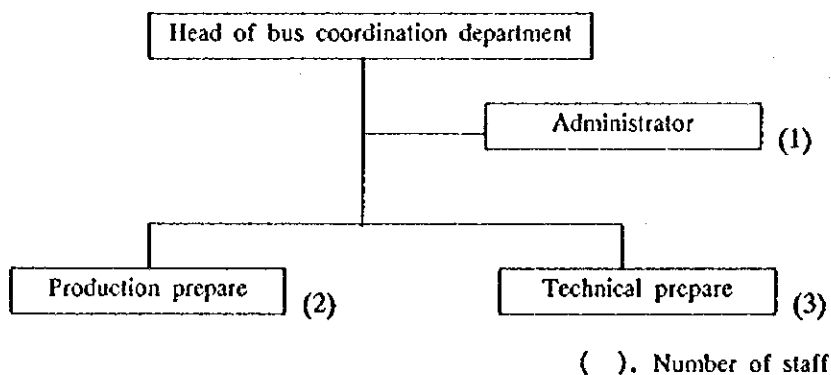 Head of bus coordination department
Administrator (1)
Production prepare (2)
Technical prepare (3)
( ). Number of staff